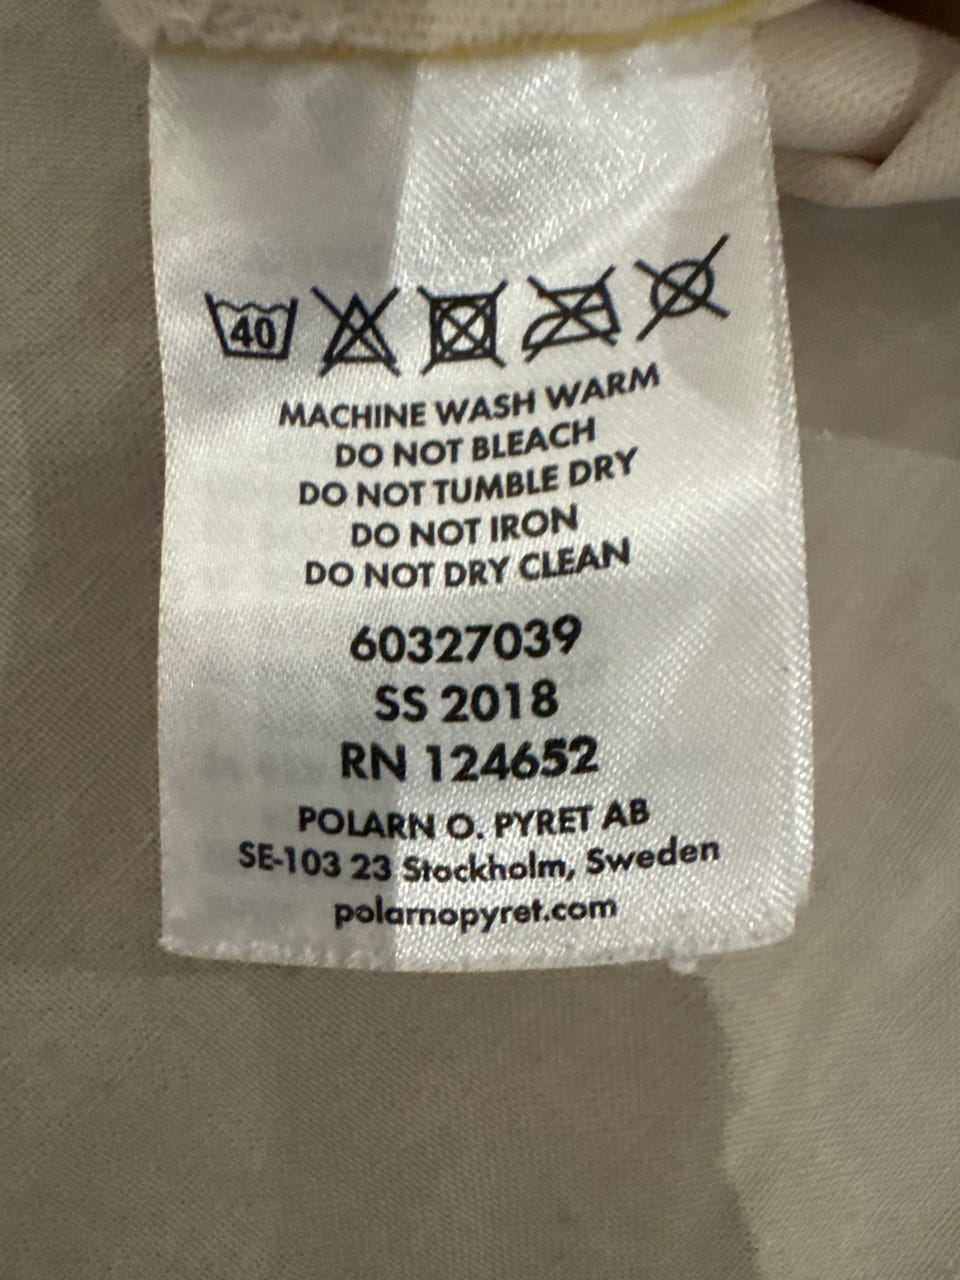 40
MACHINE WASH WARM
DO NOT BLEACH
DO NOT TUMBLE DRY
DO NOT IRON
DO NOT DRY CLEAN
60327039
SS 2018
RN 124652
POLARN O. PYRET AB
SE-103 23 Stockholm, Sweden
polarnopyret.com